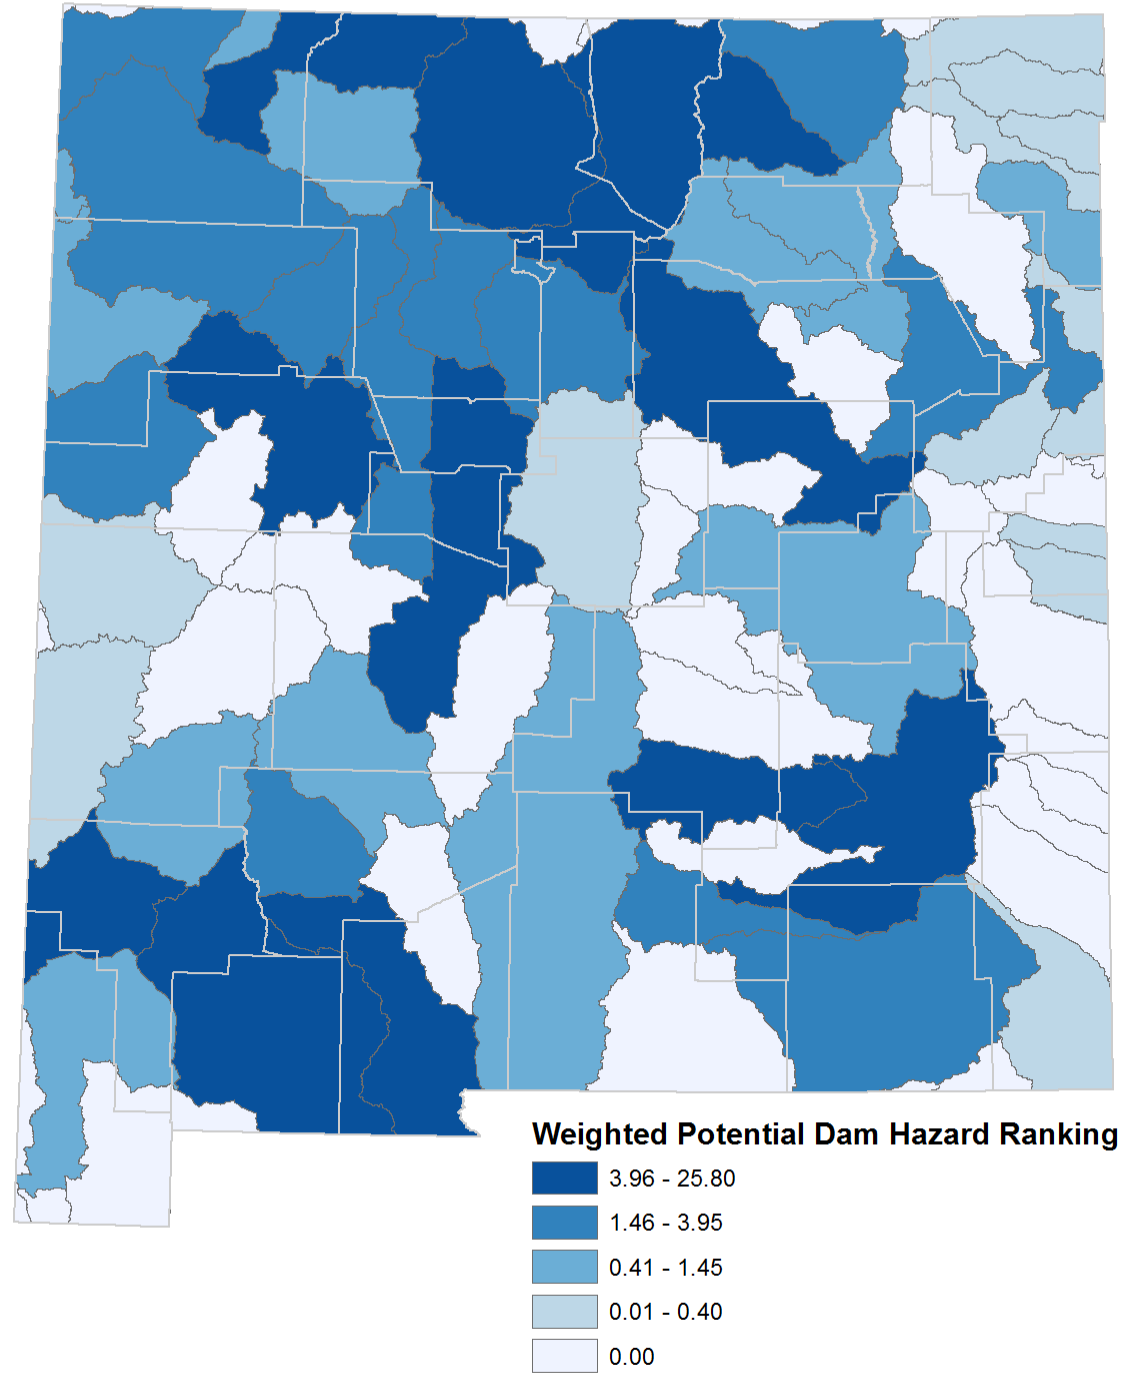 Weighted Potential Dam Hazard Ranking
3.96 - 25.80
1.46 - 3.95
0.41 - 1.45
0.01 - 0.40
0.00